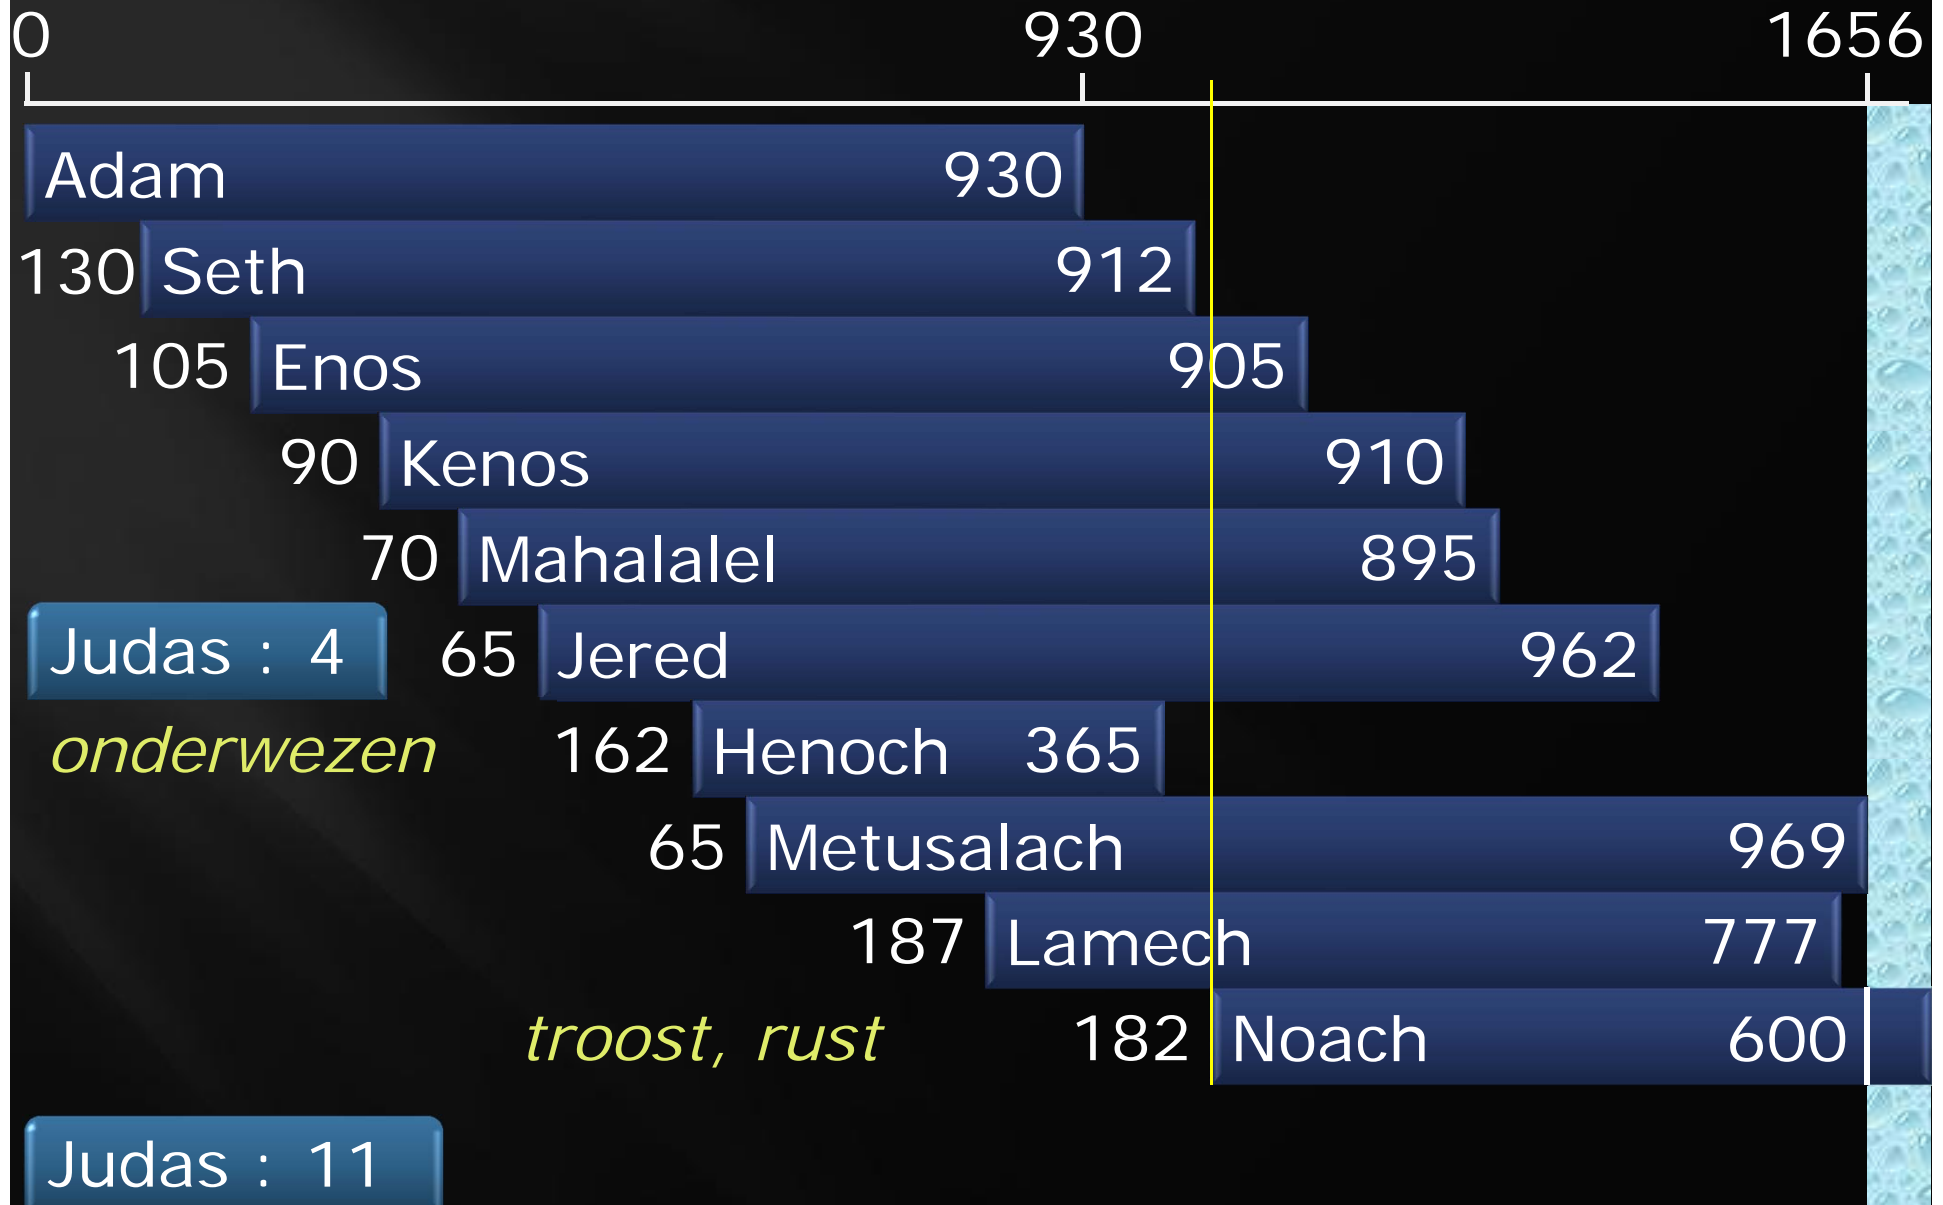 0 930 1656
Adam 930
130 Seth 912
105 Enos 905
90 Kenos 910
70 Mahalalel 895
Judas : 4 65 Jered 962
onderwezen 162 Henoch 365
65 Metusalach 969
187 Lamech 777
troost, rust 182 Noach 600
Judas : 11